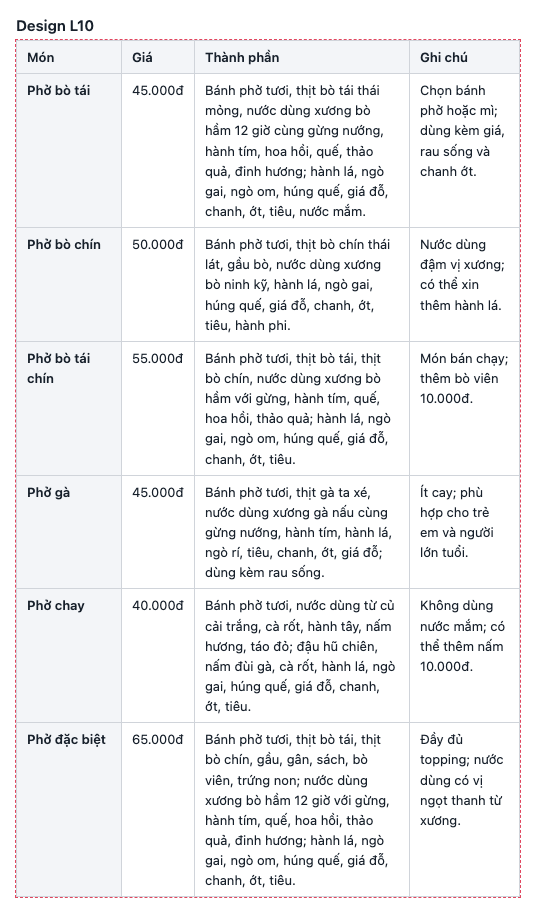 Design L10
Món Giá Thành phần Ghi chú
Phở bò tái 45.000đ Bánh phở tươi, thịt bò tái thái Chọn bánh
mỏng, nước dùng xương bò phở hoặc mì;
hầm 12 giờ cùng gừng nướng, dùng kèm giá,
hành tím, hoa hồi, quế, thảo rau sống và
quả, đinh hương; hành lá, ngò chanh ớt.
gai, ngò om, húng quế, giá đỗ,
chanh, ớt, tiêu, nước mắm.
Phở bò chín 50.000đ Bánh phở tươi, thịt bò chín thái Nước dùng
lát, gầu bò, nước dùng xương đậm vị xương;
bò ninh kỹ, hành lá, ngò gai, có thể xin
húng quế, giá đỗ, chanh, ớt, thêm hành lá.
tiêu, hành phi.
Phở bò tái 55.000đ Bánh phở tươi, thịt bò tái, thịt Món bán chạy;
chín bò chín, nước dùng xương bò thêm bò viên
hầm với gừng, hành tím, quế, 10.000đ.
hoa hồi, thảo quả; hành lá, ngò
gai, ngò om, húng quế, giá đỗ,
chanh, ớt, tiêu.
Phở gà 45.000đ Bánh phở tươi, thịt gà ta xé, Ít cay; phù
nước dùng xương gà nấu cùng hợp cho trẻ
gừng nướng, hành tím, hành lá, em và người
ngò rí, tiêu, chanh, ớt, giá đỗ; lớn tuổi.
dùng kèm rau sống.
Phở chay 40.000đ Bánh phở tươi, nước dùng từ củ Không dùng
cải trắng, cà rốt, hành tây, nấm nước mắm; có
hương, táo đỏ; đậu hũ chiên, thể thêm nấm
nấm đùi gà, cà rốt, hành lá, ngò 10.000đ.
gai, húng quế, giá đỗ, chanh,
ớt, tiêu.
Phở đặc biệt 65.000đ Bánh phở tươi, thịt bò tái, thịt Đầy đủ
bò chín, gầu, gân, sách, bò topping; nước
viên, trứng non; nước dùng dùng có vị
xương bò hầm 12 giờ với gừng, ngọt thanh từ
hành tím, quế, hoa hồi, thảo xương.
quả, đinh hương; hành lá, ngò
gai, ngò om, húng quế, giá đỗ,
chanh, ớt, tiêu.